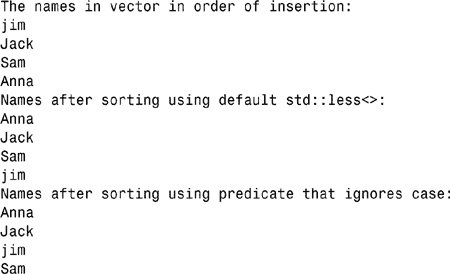 The names in vector in order of insertion:
jim
Jack
Sam
Anna
Names after sorting using default std::less<>:
Anna
Jack
Sam
jim
Names after sorting using predicate that ignores case:
Anna
Jack
jim
Sam